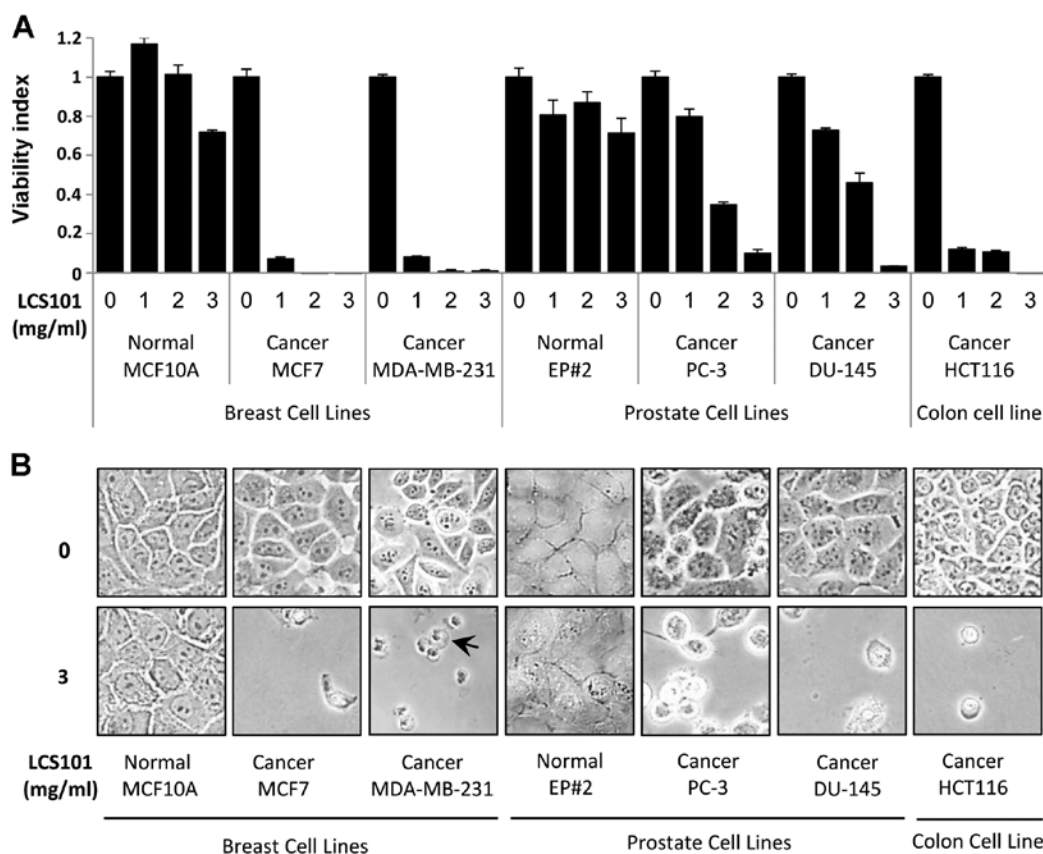 A
Viability index
1.2
1
0.8
0.6
0.4
0.2
0
LCS101
(mg/ml)
0 1 2 3 0 1 2 3 0 1 2 3 0 1 2 3 0 1 2 3 0 1 2 3 0 1 2 3
Normal Cancer Cancer Normal Cancer Cancer Cancer
MCF10A MCF7 MDA-MB-231 EP#2 PC-3 DU-145 HCT116
Breast Cell Lines Prostate Cell Lines Colon cell line
B
0
3
LCS101
(mg/ml)
Normal Cancer Cancer Normal Cancer Cancer Cancer
MCF10A MCF7 MDA-MB-231 EP#2 PC-3 DU-145 HCT116
Breast Cell Lines Prostate Cell Lines Colon Cell Line